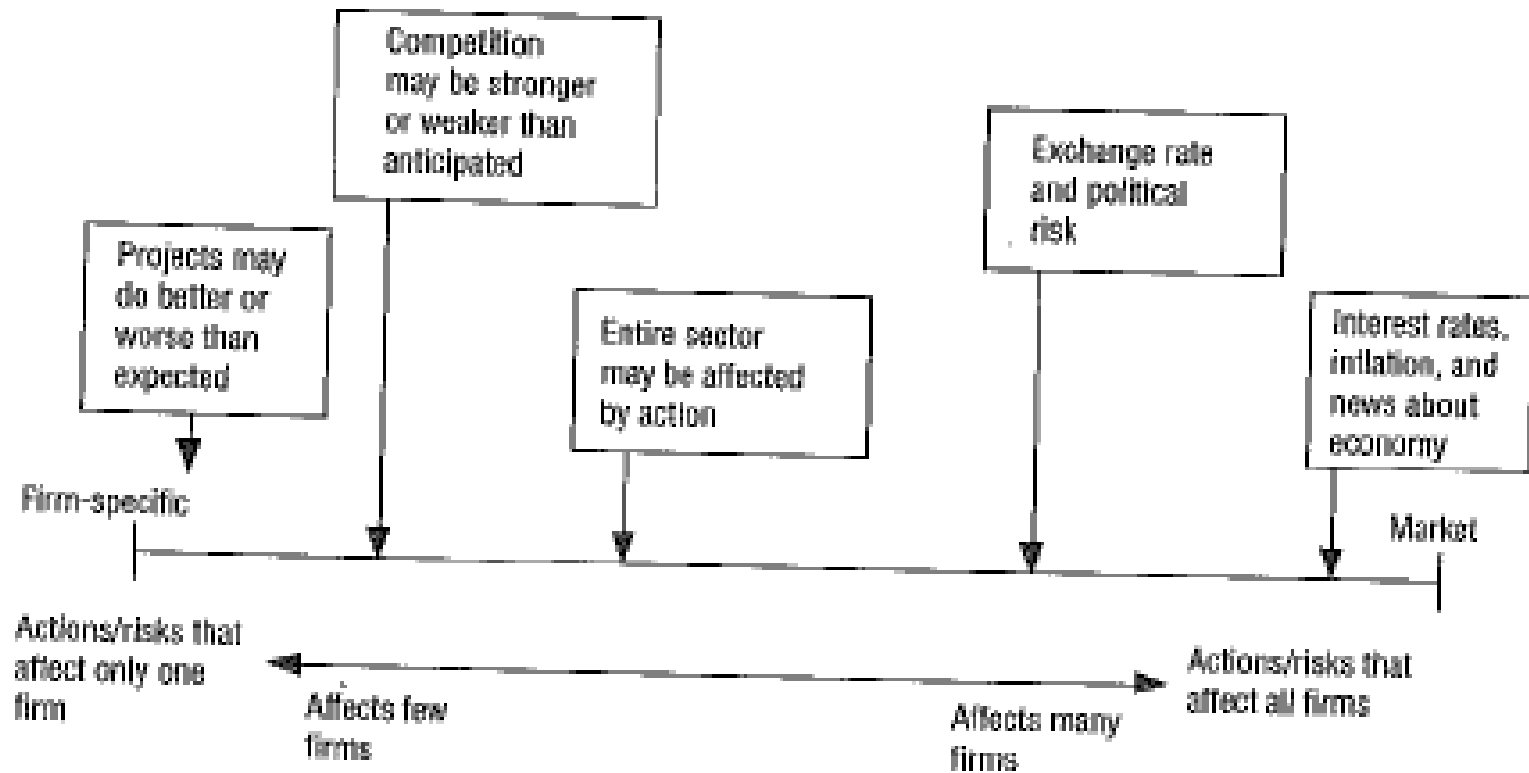 Competition
may be stronger
or weaker than
anticipated
Exchange rate
and political
risk
Projects may
do better or
worse than
expected
Entire sector
may be affected
by action
Interest rates,
inflation, and
news about
economy
Firm-specific
Market
Actions/risks that
affect only one
firm
Affects few
firms
Affects many
firms
Actions/risks that
affect all firms